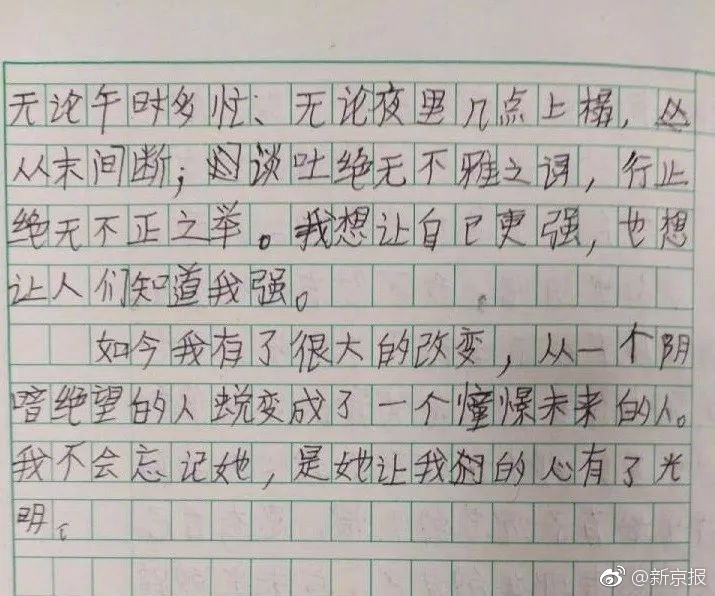 无论午时多忙、无论夜里几点上榻，
从未间断；谈吐绝无不雅之词，行止
绝无不正之举。我想让自己更强，也想
让人们知道我强。
如今我有了很大的改变，从一个阴
暗绝望的人蜕变成了一个憧憬未来的人。
我不会忘记她，是她让我的心有了光
明。
@新京报